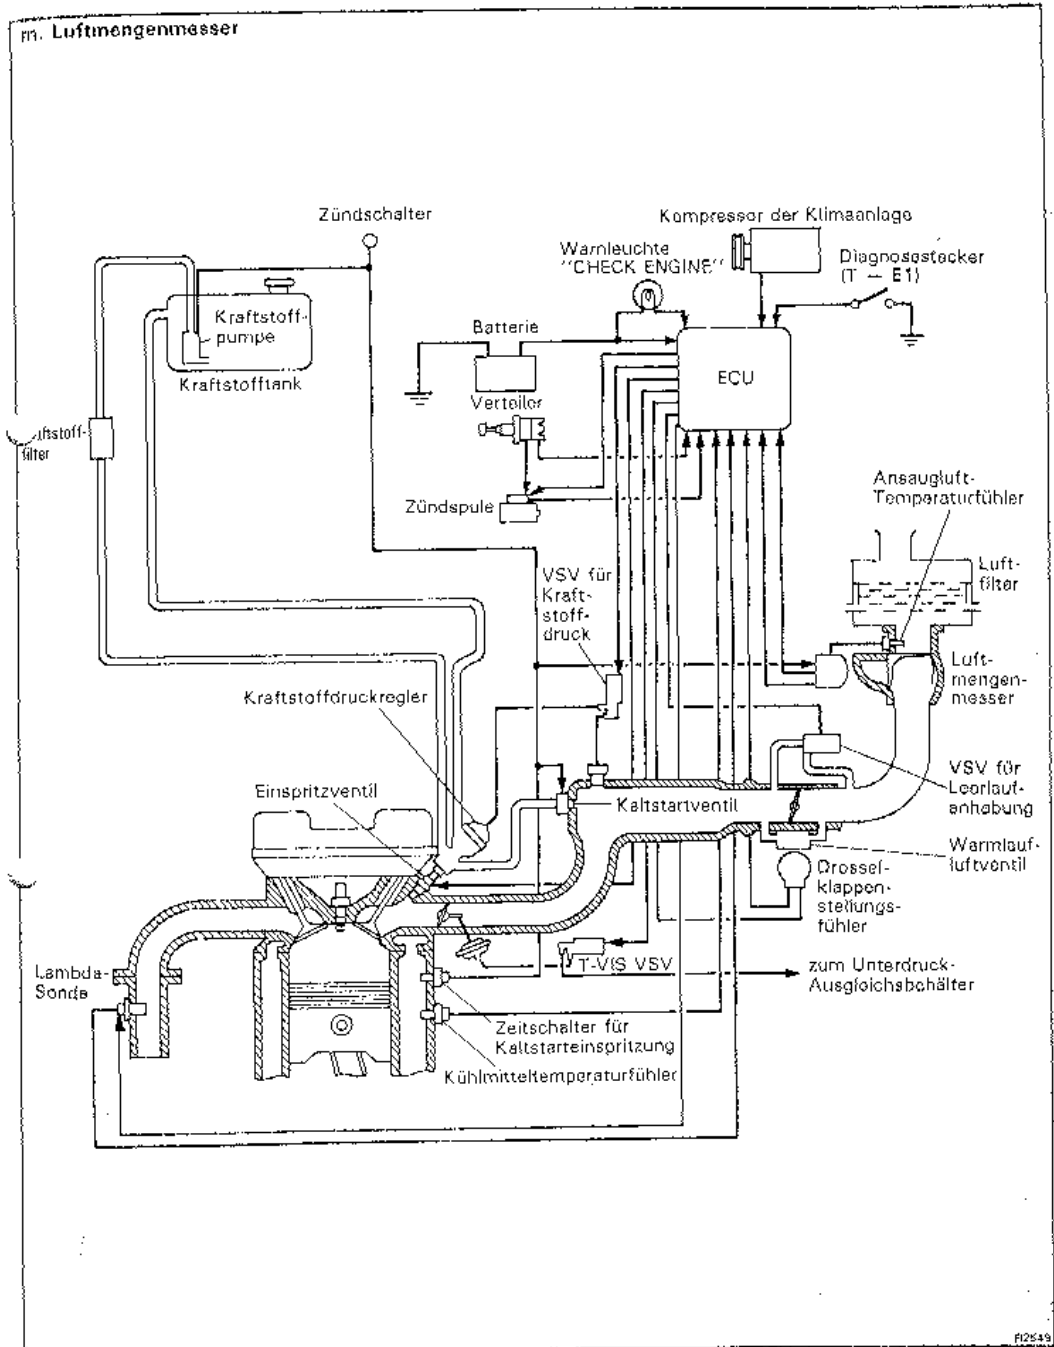 m. Luftmengenmesser
Zündschalter
Kompressor der Klimaanlage
Warnleuchte
"CHECK ENGINE"
Diagnosestecker
(T — E1)
Kraftstoff-
pumpe
Kraftstofftank
Batterie
ECU
Verteiler
filter
Zündspule
Ansaugluft-
Temperaturfühler
Luft-
filter
VSV für
Kraft-
stoff-
druck
Luft-
mengen-
messer
Kraftstoffdruckregler
Einspritzventil
Kaltstartventil
VSV für
Leerlauf-
anhebung
Warmlauf-
luftventil
Drossel-
klappen-
stellungs-
fühler
T-VIS VSV
zum Unterdruck-
Ausgleichsbehälter
Lambda-
Sonde
Zeitschalter für
Kaltstarteinspritzung
Kühlmitteltemperaturfühler
FI2549